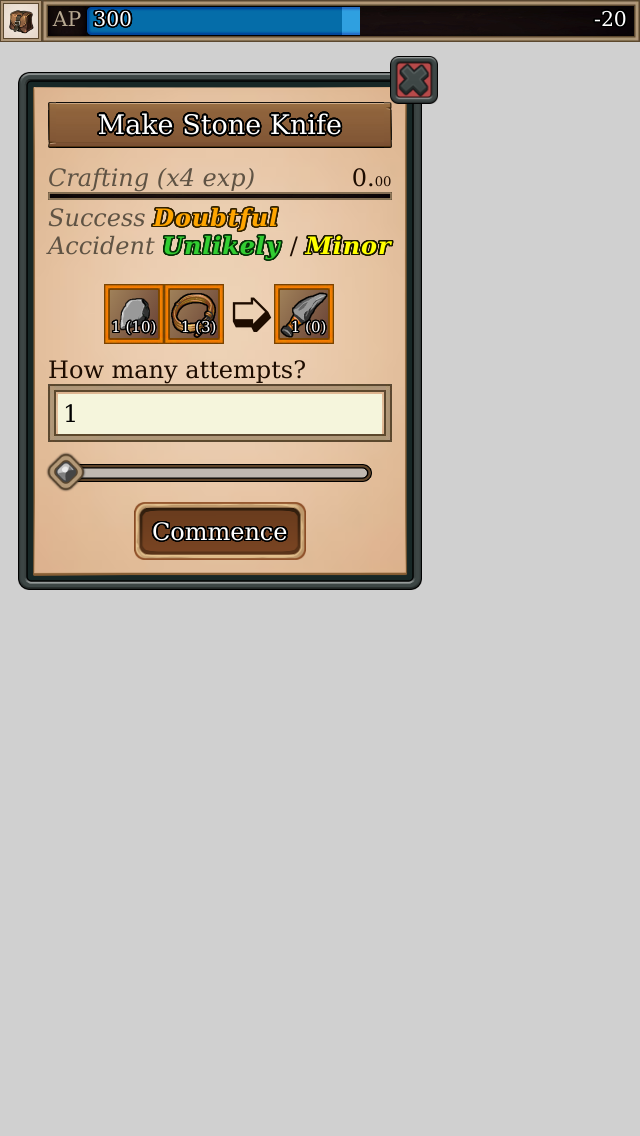 AP 300 -20
Make Stone Knife
Crafting (x4 exp) 0.00
Success Doubtful
Accident Unlikely / Minor
1 (10) 1 (3) 1 (0)
How many attempts?
1
Commence